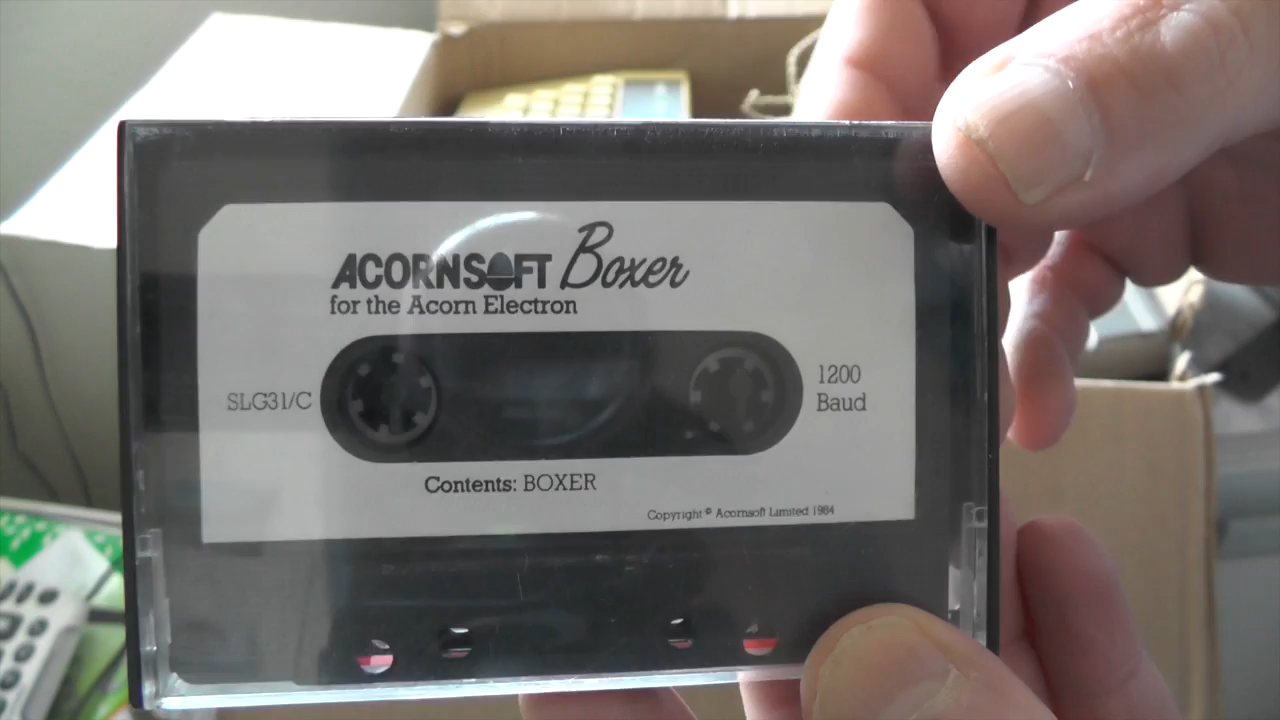 ACORNSOFT Boxer
for the Acorn Electron
SLG31/C
1200
Baud
Contents: BOXER
Copyright © Acornsoft Limited 1984